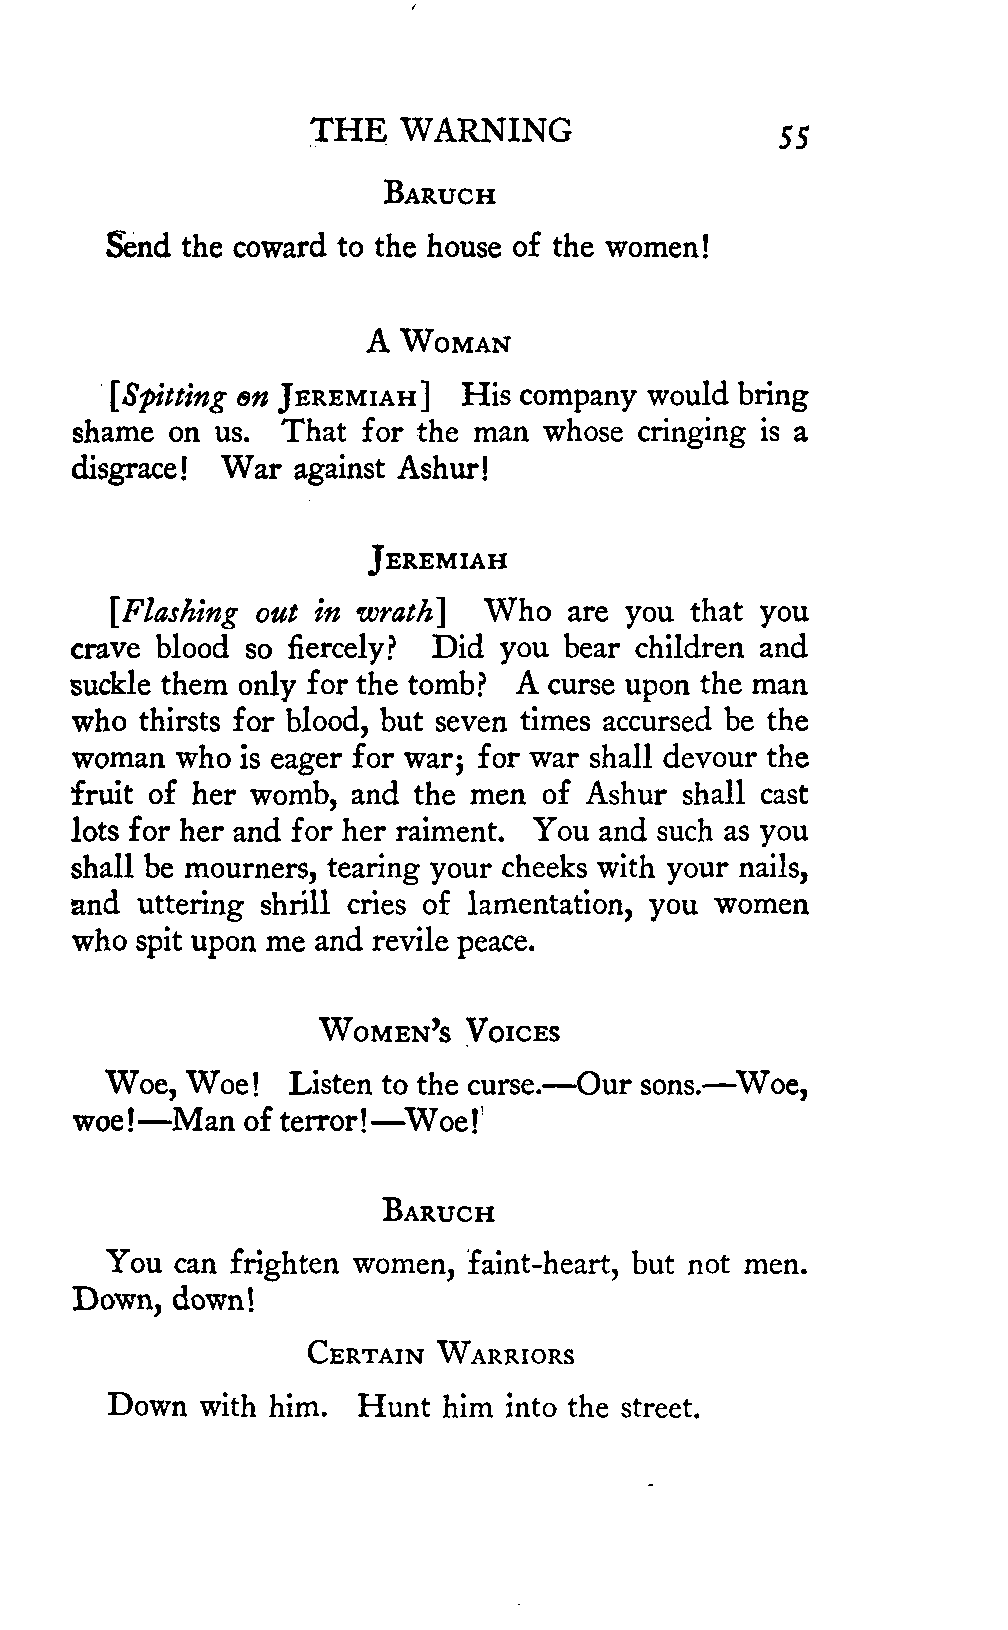 THE WARNING 55
BARUCH
Send the coward to the house of the women!
A WOMAN
[Spitting on JEREMIAH] His company would bring
shame on us. That for the man whose cringing is a
disgrace! War against Ashur!
JEREMIAH
[Flashing out in wrath] Who are you that you
crave blood so fiercely? Did you bear children and
suckle them only for the tomb? A curse upon the man
who thirsts for blood, but seven times accursed be the
woman who is eager for war; for war shall devour the
fruit of her womb, and the men of Ashur shall cast
lots for her and for her raiment. You and such as you
shall be mourners, tearing your cheeks with your nails,
and uttering shrill cries of lamentation, you women
who spit upon me and revile peace.
WOMEN'S VOICES
Woe, Woe! Listen to the curse.—Our sons.—Woe,
woe!—Man of terror!—Woe!
BARUCH
You can frighten women, faint-heart, but not men.
Down, down!
CERTAIN WARRIORS
Down with him. Hunt him into the street.